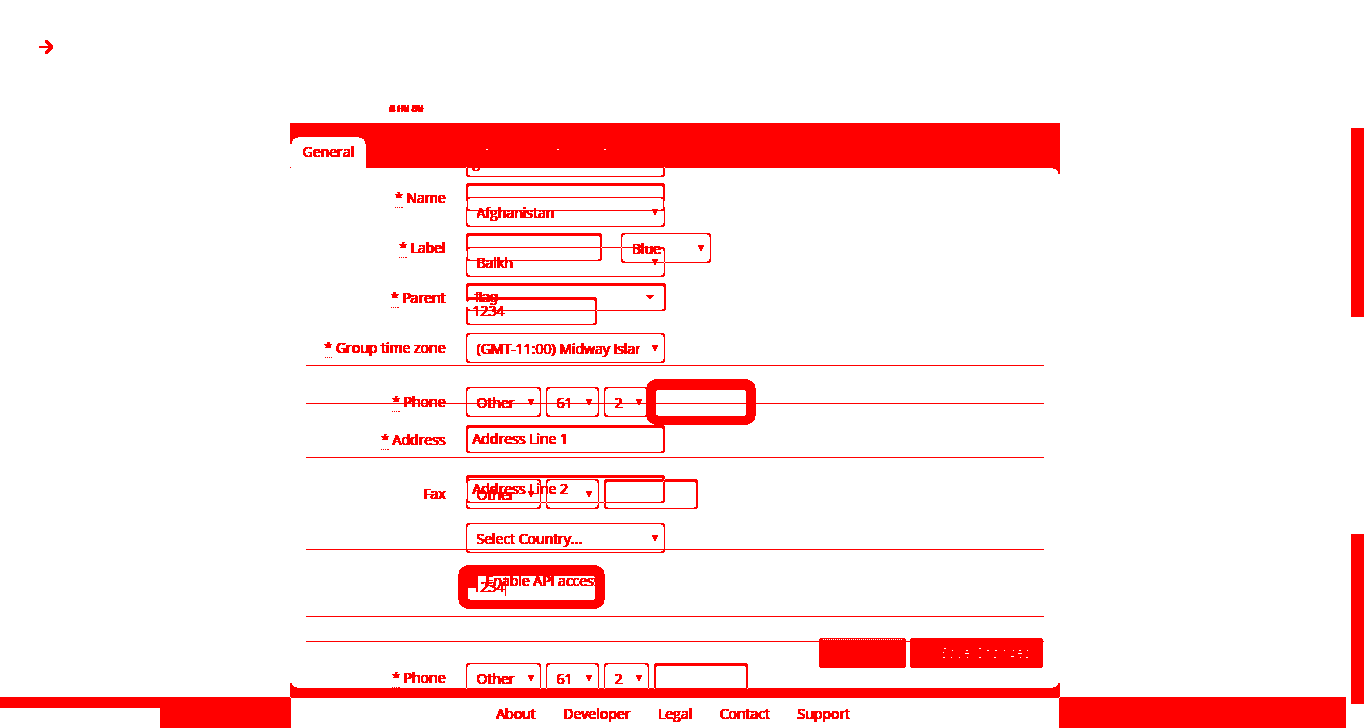 General
* Name
Afghanistan
* Label
Blue
Balkh
* Parent
flag
1234
* Group time zone
(GMT-11:00) Midway Islar
* Phone
Other
61
2
* Address
Address Line 1
Fax
Address Line 2
Other
Select Country...
Enable API access
1234
* Phone
Other
61
2
About Developer Legal Contact Support